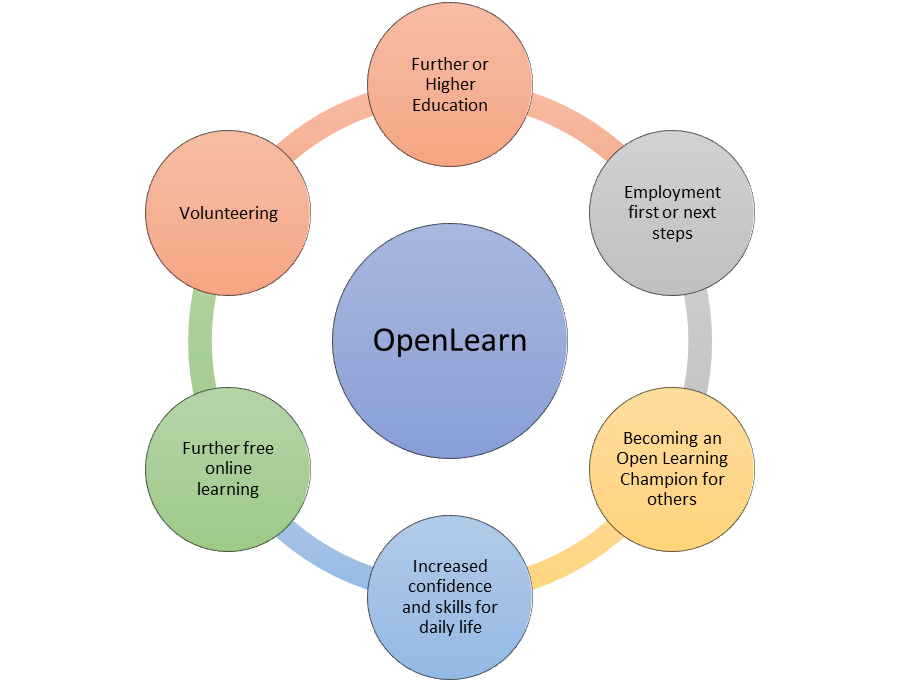 Further or
Higher
Education
Employment
first or next
steps
Becoming an
Open Learning
Champion for
others
Increased
confidence
and skills for
daily life
Further free
online
learning
Volunteering
OpenLearn